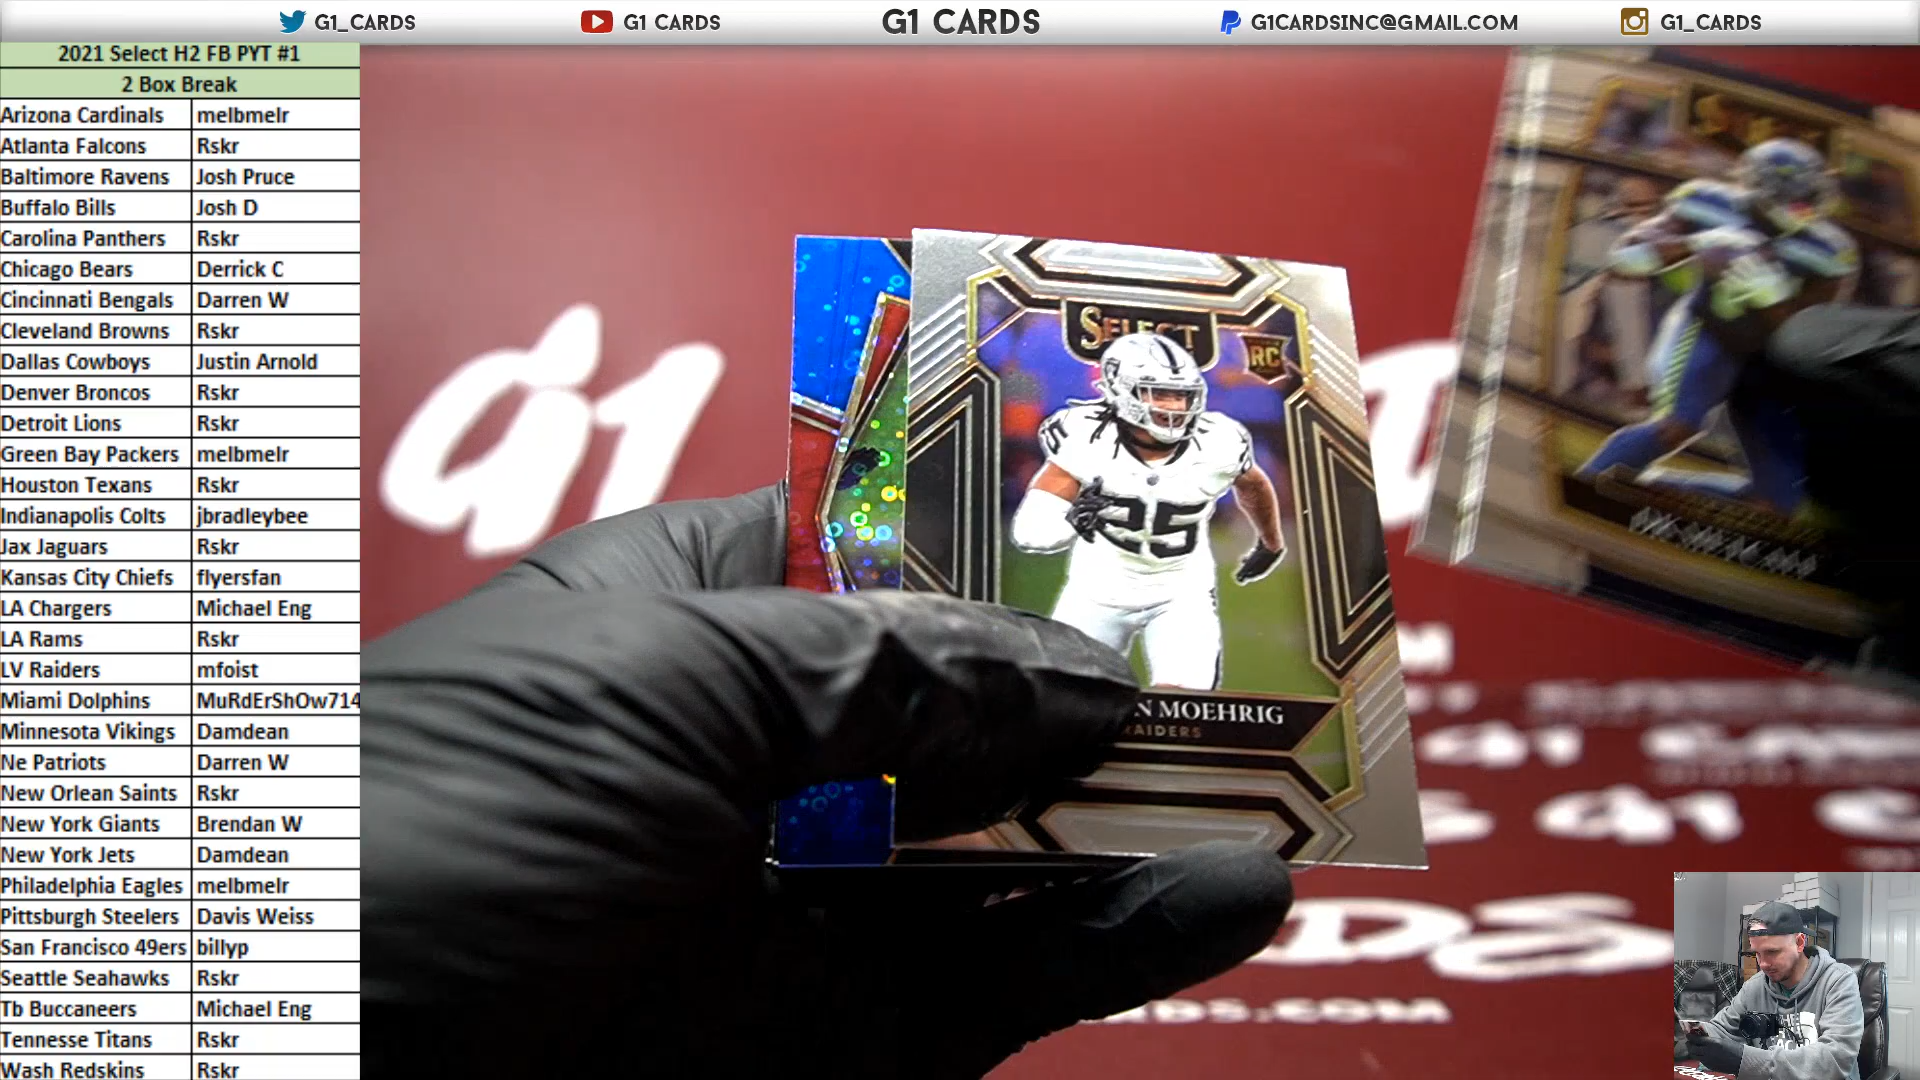 G1_CARDS
G1 CARDS
G1 CARDS
G1CARDSINC@GMAIL.COM
G1_CARDS
2021 Select H2 FB PYT #1
2 Box Break
Arizona Cardinals melbmelr
Atlanta Falcons Rskr
Baltimore Ravens Josh Pruce
Buffalo Bills Josh D
Carolina Panthers Rskr
Chicago Bears Derrick C
Cincinnati Bengals Darren W
Cleveland Browns Rskr
Dallas Cowboys Justin Arnold
Denver Broncos Rskr
Detroit Lions Rskr
Green Bay Packers melbmelr
Houston Texans Rskr
Indianapolis Colts jbradleybee
Jax Jaguars Rskr
Kansas City Chiefs flyersfan
LA Chargers Michael Eng
LA Rams Rskr
LV Raiders mfoist
Miami Dolphins MuRdErShOw714
Minnesota Vikings Damdean
Ne Patriots Darren W
New Orlean Saints Rskr
New York Giants Brendan W
New York Jets Damdean
Philadelphia Eagles melbmelr
Pittsburgh Steelers Davis Weiss
San Francisco 49ers billyp
Seattle Seahawks Rskr
Tb Buccaneers Michael Eng
Tennesse Titans Rskr
Wash Redskins Rskr
G1
SELECT
RC
25
N MOEHRIG
RAIDERS